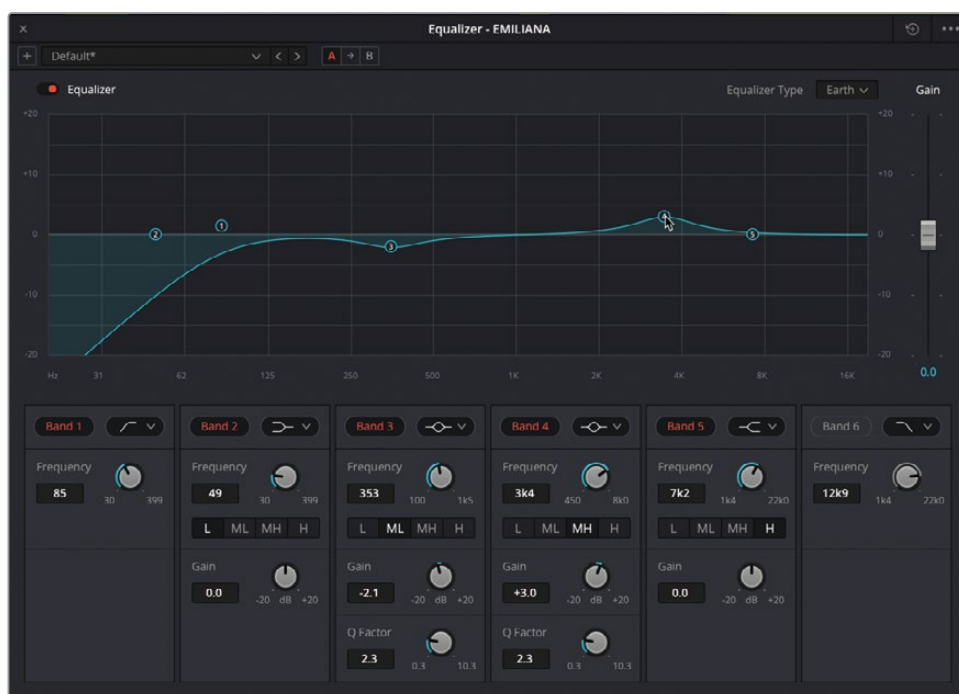 Equalizer - EMILIANA
Default*
A B
Equalizer
Equalizer Type Earth Gain
+20 +20
+10 +10
2 1 4
0 3 5 0
-10 -10
-20 -20
Hz 31 62 125 250 500 1K 2K 4K 8K 16K 0.0
Band 1 Band 2 Band 3 Band 4 Band 5 Band 6
Frequency Frequency Frequency Frequency Frequency Frequency
85 49 353 3k4 7k2 12k9
30 399 30 399 100 1k5 450 8k0 1k4 22k0 1k4 22k0
L ML MH H L ML MH H L ML MH H L ML MH H
Gain Gain Gain Gain
0.0 -2.1 +3.0 0.0
-20 dB +20 -20 dB +20 -20 dB +20 -20 dB +20
Q Factor Q Factor
2.3 2.3
0.3 10.3 0.3 10.3